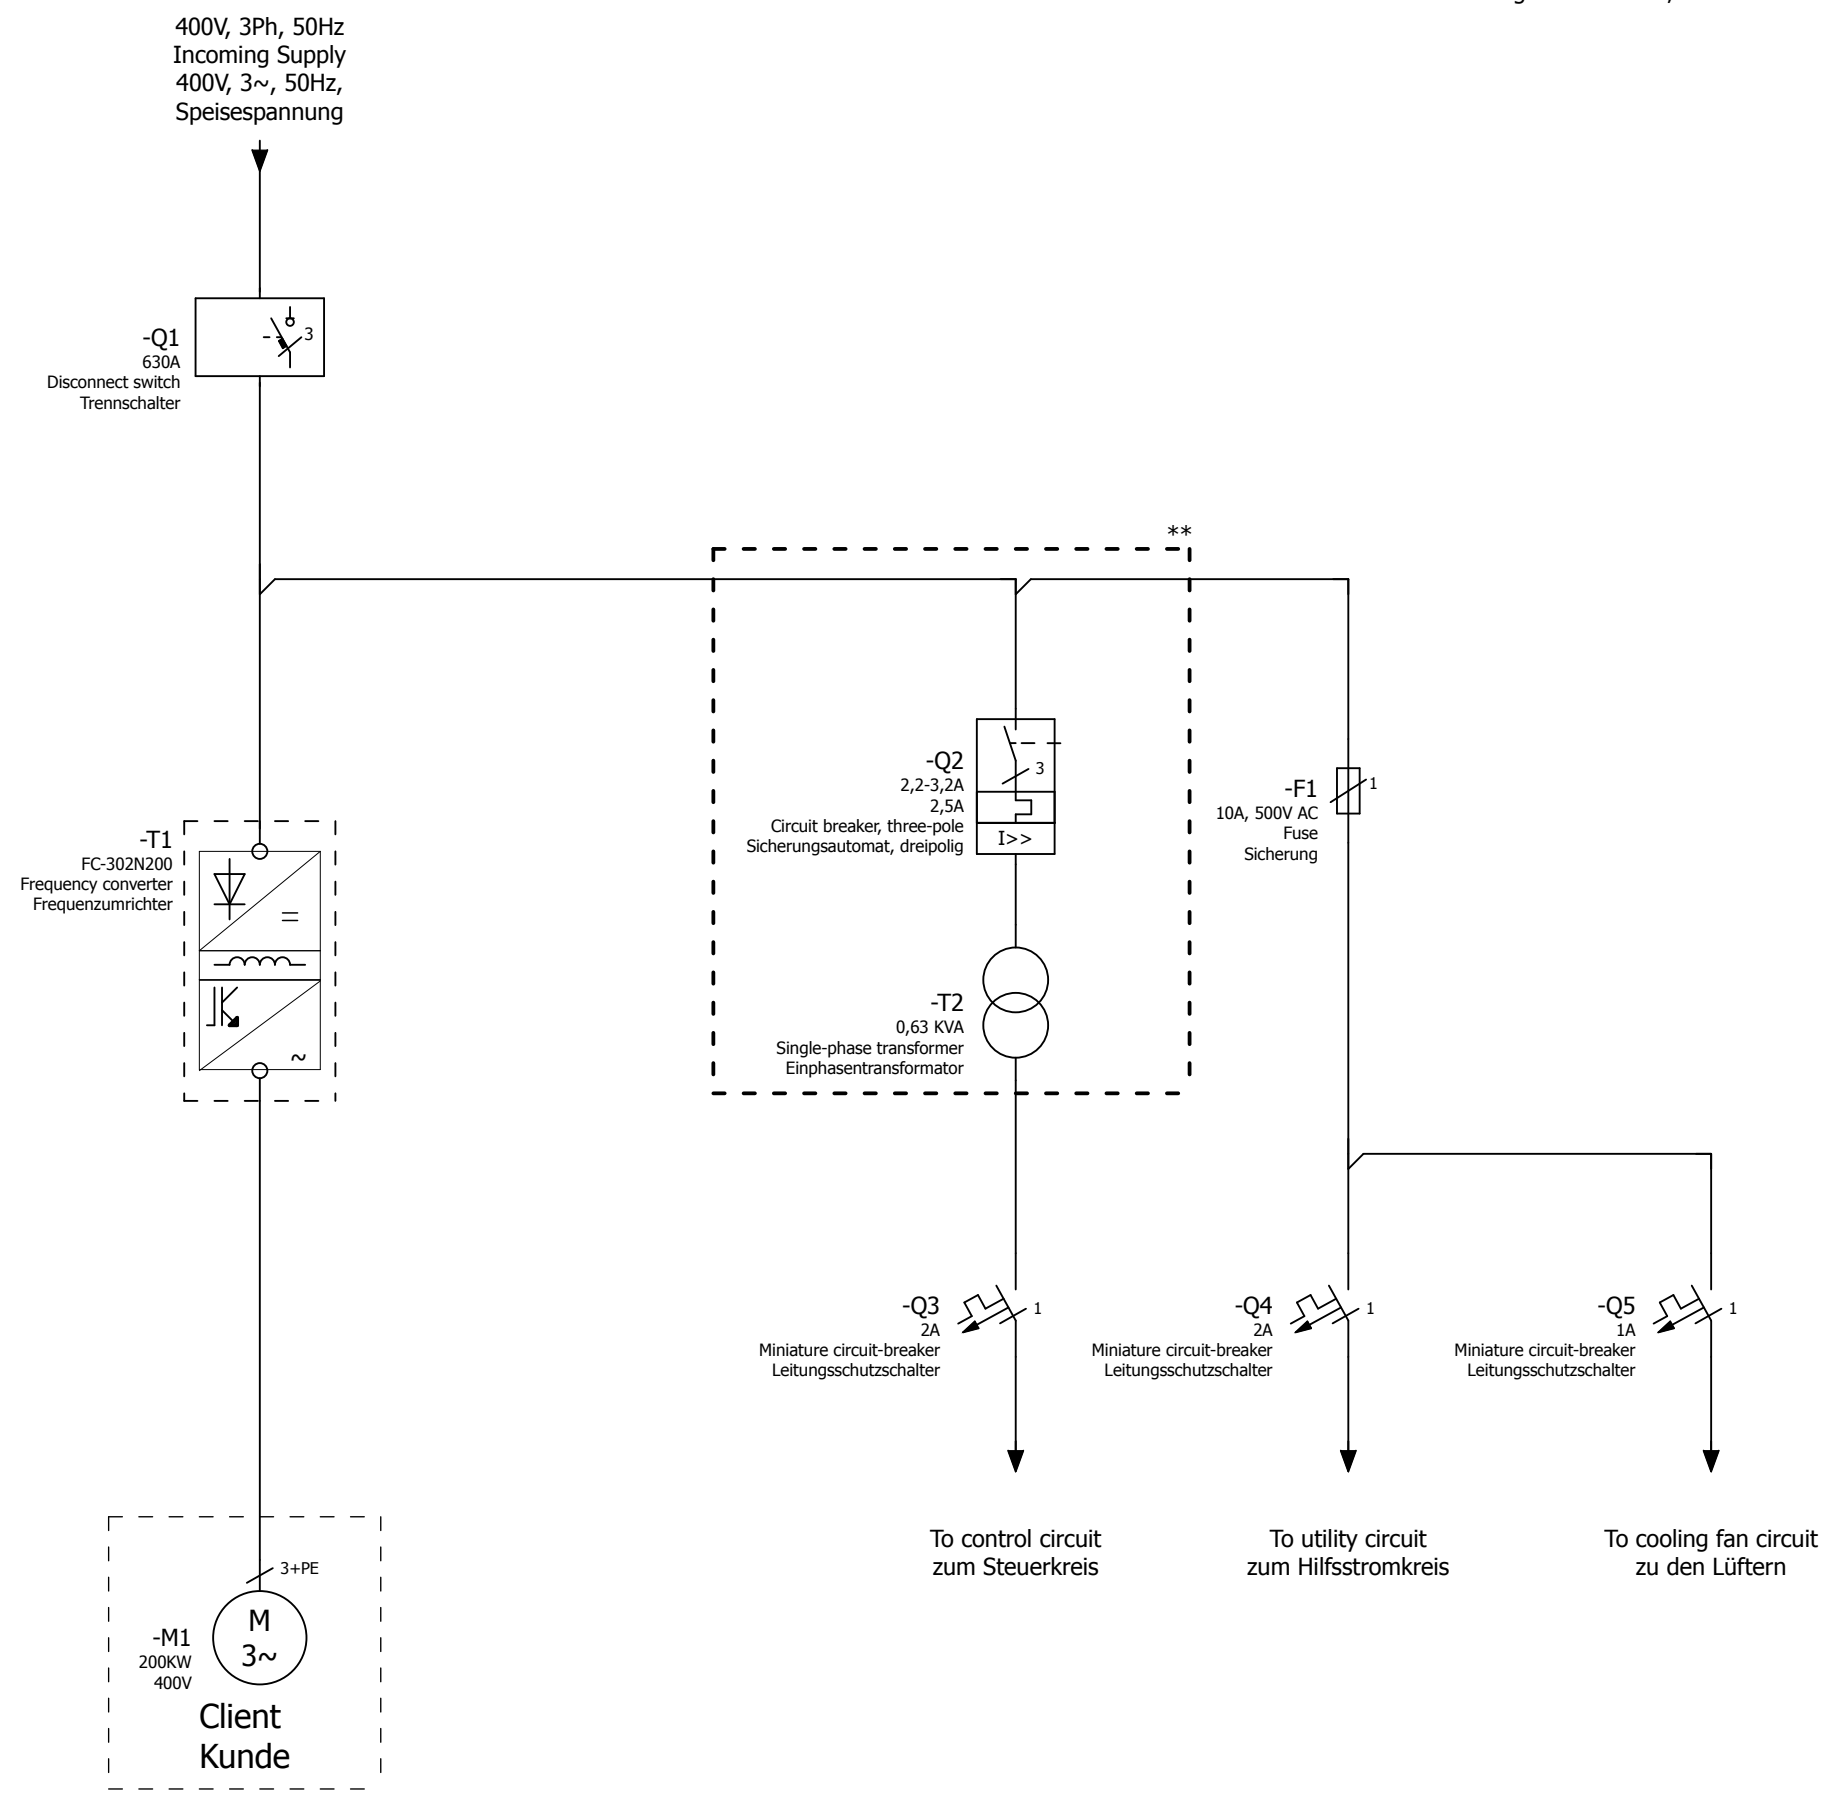 400V, 3Ph, 50Hz
Incoming Supply
400V, 3~, 50Hz,
Speisespannung
-Q1
630A
Disconnect switch
Trennschalter
3
**
-Q2
2,2-3,2A
2,5A
Circuit breaker, three-pole
Sicherungsautomat, dreipolig
3
I>>
-F1
10A, 500V AC
Fuse
Sicherung
1
-T1
FC-302N200
Frequency converter
Frequenzumrichter
=
~
-T2
0,63 KVA
Single-phase transformer
Einphasentransformator
-Q3
2A
Miniature circuit-breaker
Leitungsschutzschalter
1
-Q4
2A
Miniature circuit-breaker
Leitungsschutzschalter
1
-Q5
1A
Miniature circuit-breaker
Leitungsschutzschalter
1
To control circuit
zum Steuerkreis
To utility circuit
zum Hilfsstromkreis
To cooling fan circuit
zu den Lüftern
3+PE
M
3~
-M1
200KW
400V
Client
Kunde